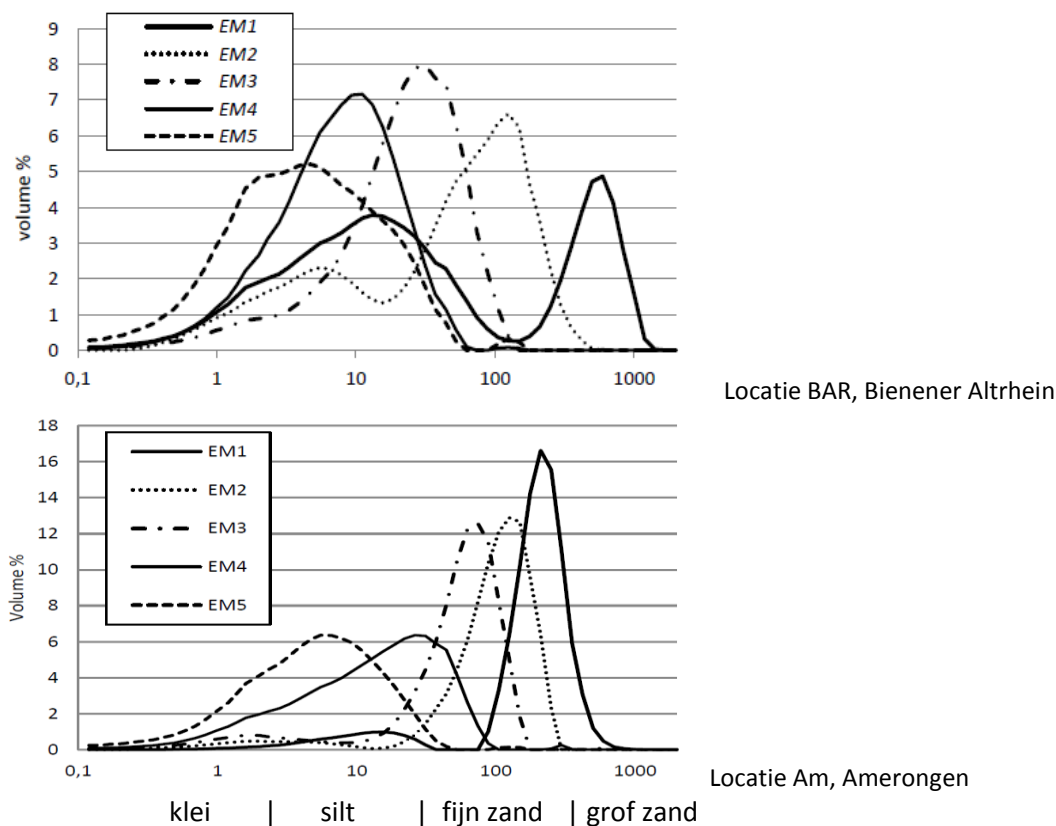 9
8
7
6
5
4
3
2
1
0
volume %
EM1
EM2
EM3
EM4
EM5
0,1 1 10 100 1000
Locatie BAR, Bienener Altrhein
18
16
14
12
10
8
6
4
2
0
Volume %
EM1
EM2
EM3
EM4
EM5
0,1 1 10 100 1000
Locatie Am, Amerongen
klei | silt | fijn zand | grof zand